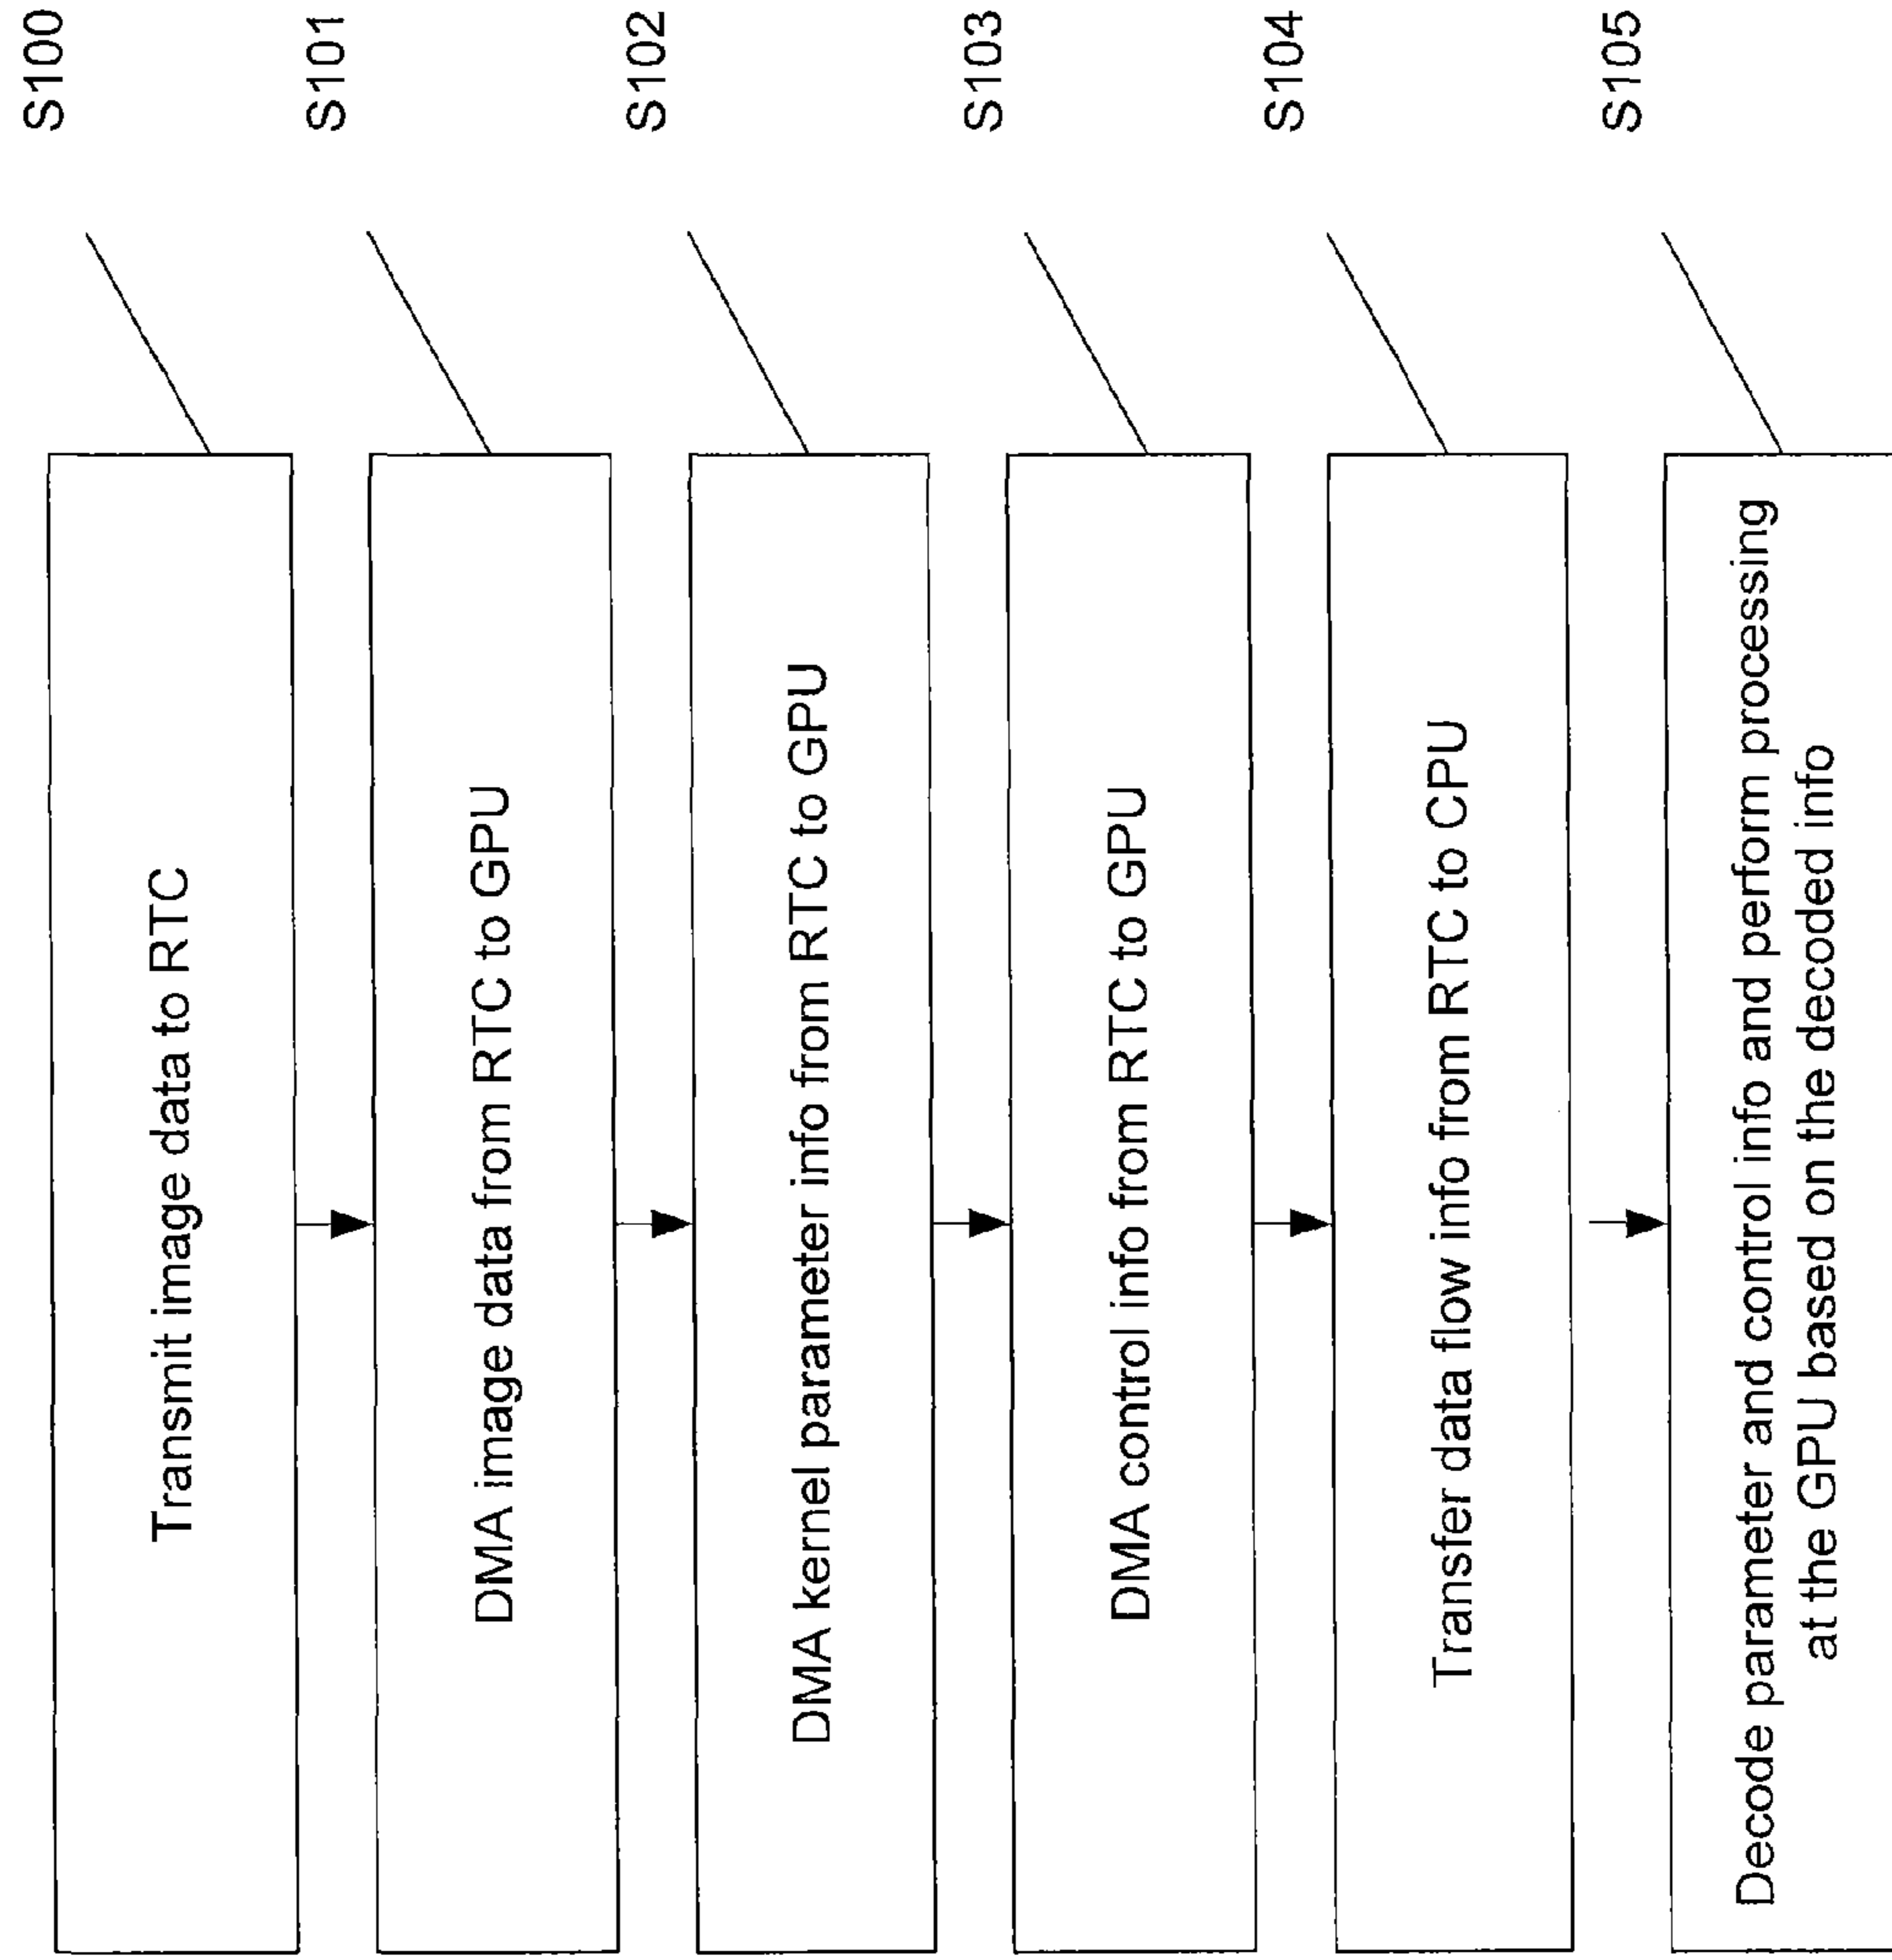 Transmit image data to RTC
S100
DMA image data from RTC to GPU
S101
DMA kernel parameter info from RTC to GPU
S102
DMA control info from RTC to GPU
S103
Transfer data flow info from RTC to CPU
S104
Decode parameter and control info and perform processing
at the GPU based on the decoded info
S105